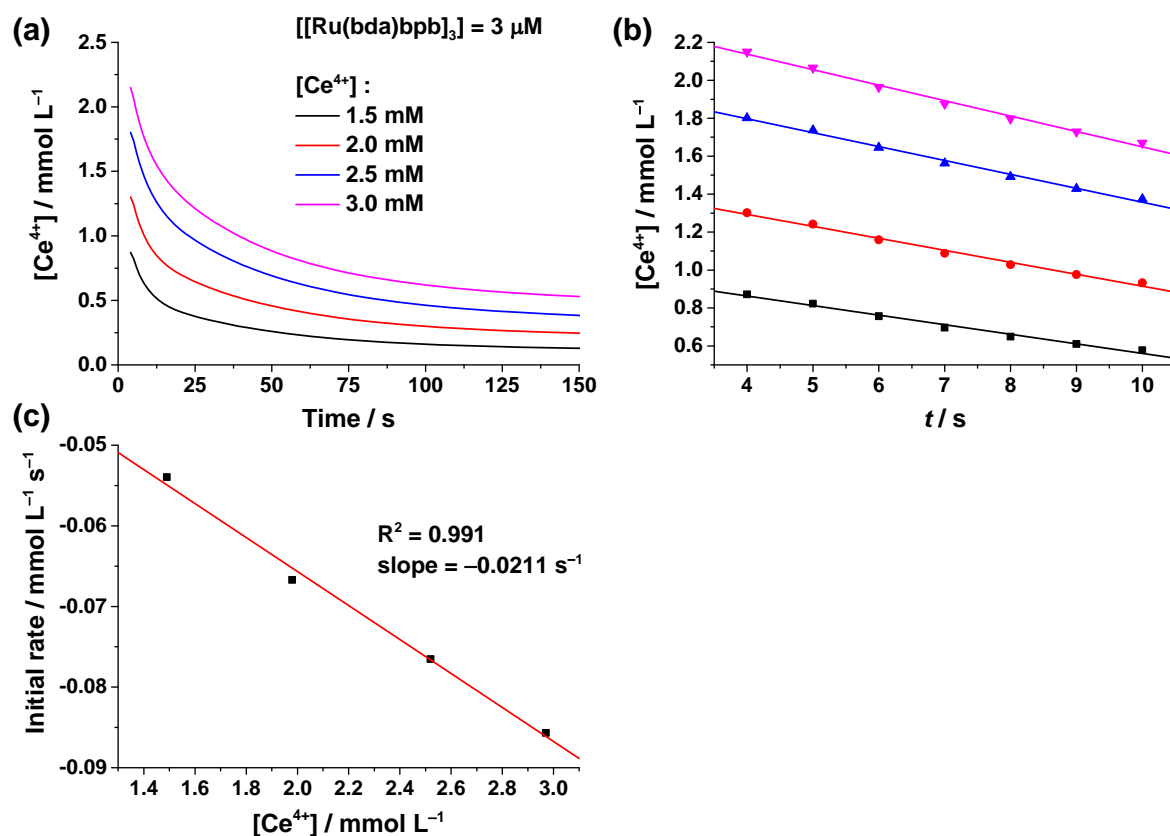 (a)
[[Ru(bda)bpb]₃] = 3 μM
[Ce⁴⁺] :
1.5 mM
2.0 mM
2.5 mM
3.0 mM
[Ce⁴⁺] / mmol L⁻¹
2.5
2.0
1.5
1.0
0.5
0.0
0 25 50 75 100 125 150
Time / s
(b)
[Ce⁴⁺] / mmol L⁻¹
2.2
2.0
1.8
1.6
1.4
1.2
1.0
0.8
0.6
4 5 6 7 8 9 10
t / s
(c)
Initial rate / mmol L⁻¹ s⁻¹
-0.05
-0.06
-0.07
-0.08
-0.09
R² = 0.991
slope = −0.0211 s⁻¹
1.4 1.6 1.8 2.0 2.2 2.4 2.6 2.8 3.0
[Ce⁴⁺] / mmol L⁻¹